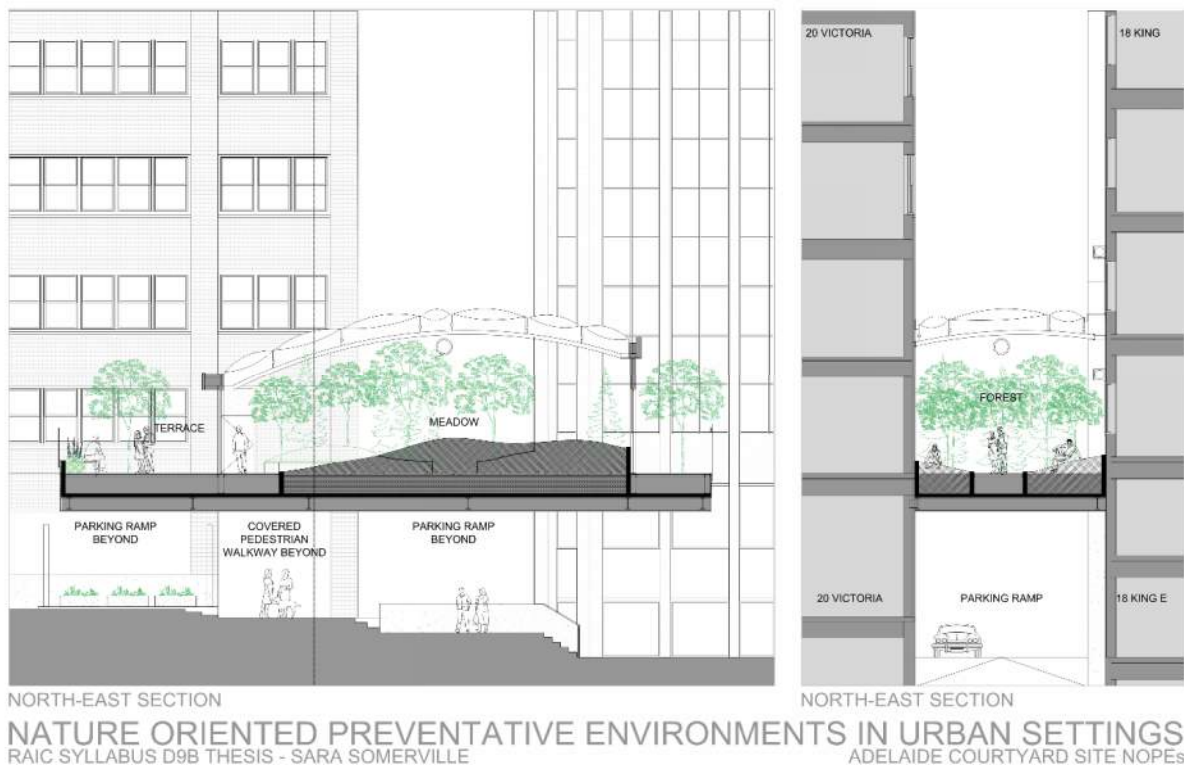 20 VICTORIA
18 KING
TERRACE
MEADOW
FOREST
PARKING RAMP
BEYOND
COVERED
PEDESTRIAN
WALKWAY BEYOND
PARKING RAMP
BEYOND
20 VICTORIA
PARKING RAMP
18 KING E
NORTH-EAST SECTION
NORTH-EAST SECTION
NATURE ORIENTED PREVENTATIVE ENVIRONMENTS IN URBAN SETTINGS
RAIC SYLLABUS D9B THESIS - SARA SOMERVILLE
ADELAIDE COURTYARD SITE NOPEs